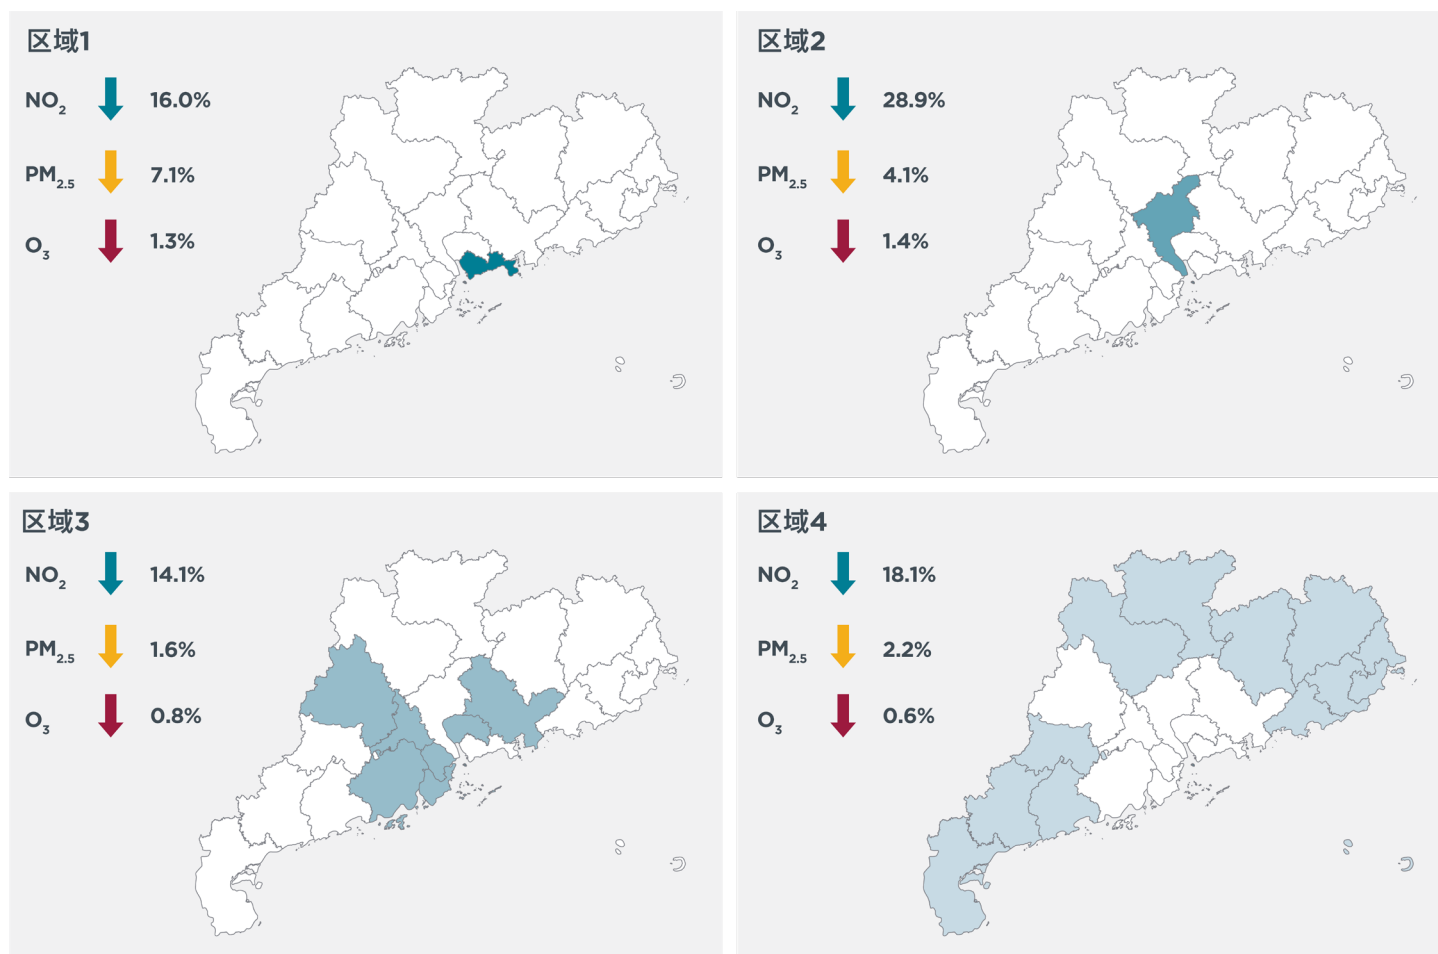 区域1
NO2 16.0%
PM2.5 7.1%
O3 1.3%
区域2
NO2 28.9%
PM2.5 4.1%
O3 1.4%
区域3
NO2 14.1%
PM2.5 1.6%
O3 0.8%
区域4
NO2 18.1%
PM2.5 2.2%
O3 0.6%